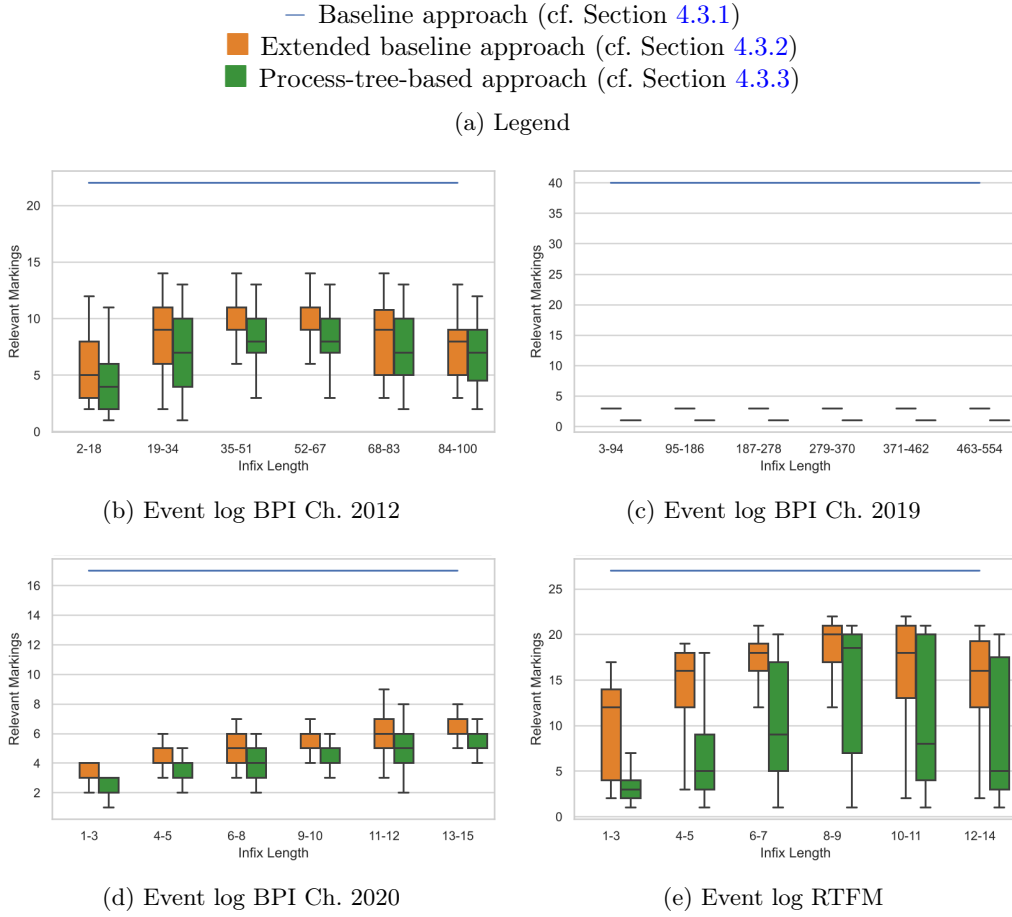 Baseline approach (cf. Section 4.3.1)
Extended baseline approach (cf. Section 4.3.2)
Process-tree-based approach (cf. Section 4.3.3)
(a) Legend
Relevant Markings
20
15
10
5
0
2-18 19-34 35-51 52-67 68-83 84-100
Infix Length
(b) Event log BPI Ch. 2012
Relevant Markings
40
35
30
25
20
15
10
5
0
3-94 95-186 187-278 279-370 371-462 463-554
Infix Length
(c) Event log BPI Ch. 2019
Relevant Markings
16
14
12
10
8
6
4
2
1-3 4-5 6-8 9-10 11-12 13-15
Infix Length
(d) Event log BPI Ch. 2020
Relevant Markings
25
20
15
10
5
0
1-3 4-5 6-7 8-9 10-11 12-14
Infix Length
(e) Event log RTFM